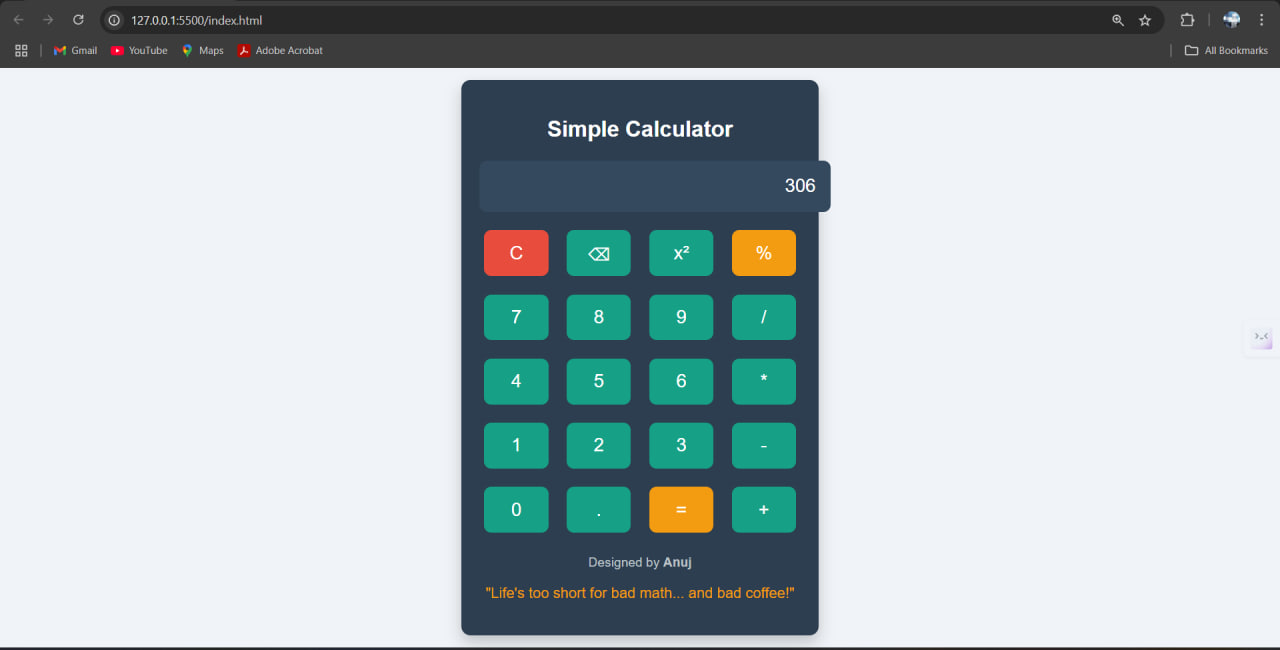 127.0.0.1:5500/index.html
Gmail YouTube Maps Adobe Acrobat All Bookmarks
Simple Calculator
306
C ⌫ x² %
7 8 9 /
4 5 6 *
1 2 3 -
0 . = +
Designed by Anuj
"Life's too short for bad math... and bad coffee!"